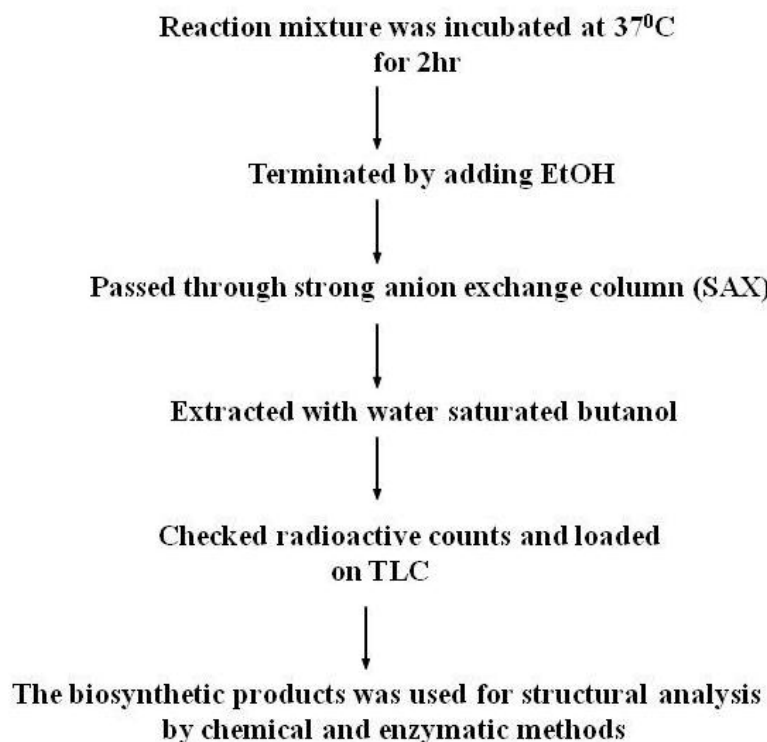 Reaction mixture was incubated at 37⁰C
for 2hr
Terminated by adding EtOH
Passed through strong anion exchange column (SAX)
Extracted with water saturated butanol
Checked radioactive counts and loaded
on TLC
The biosynthetic products was used for structural analysis
by chemical and enzymatic methods